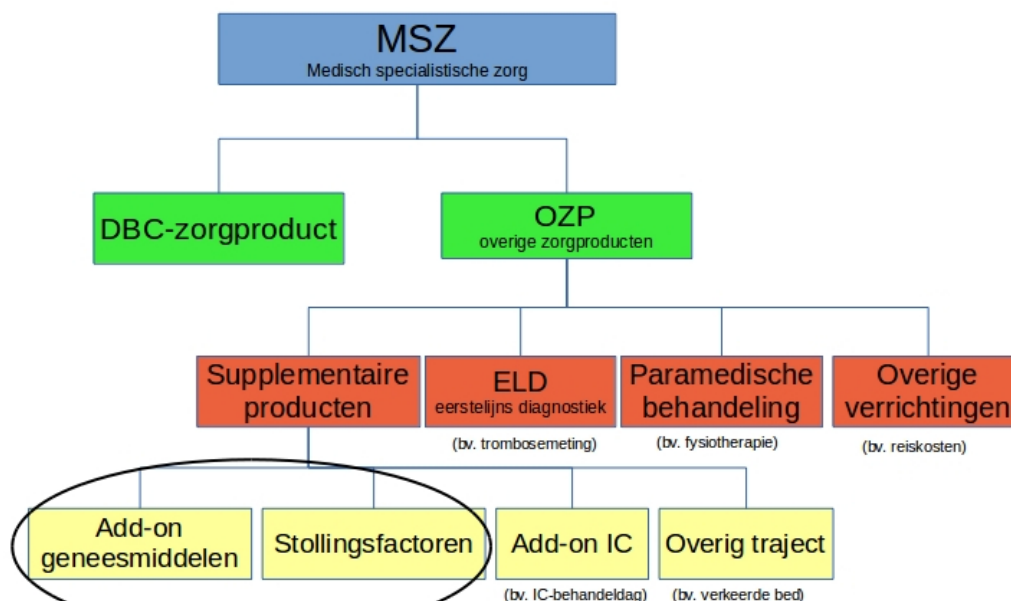 MSZ
Medisch specialistische zorg
DBC-zorgproduct
OZP
overige zorgproducten
Supplementaire
producten
ELD
eerstelijns diagnostiek
(bv. trombosemeting)
Paramedische
behandeling
(bv. fysiotherapie)
Overige
verrichtingen
(bv. reiskosten)
Add-on
geneesmiddelen
Stollingsfactoren
Add-on IC
(bv. IC-behandeldag)
Overig traject
(bv. verkeerde bed)